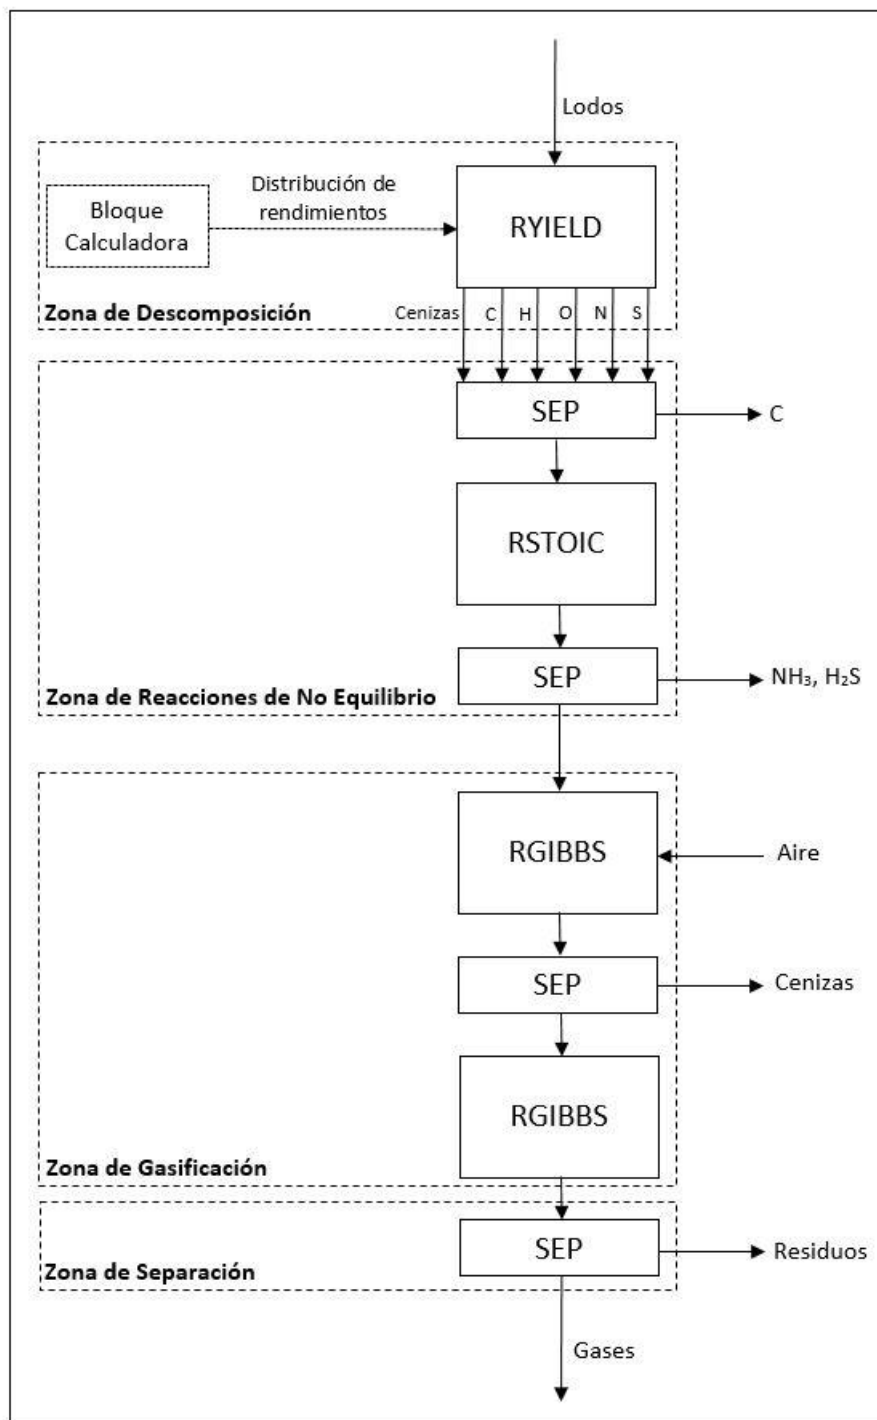 Lodos
Distribución de
rendimientos
Bloque
Calculadora
RYIELD
Zona de Descomposición
Cenizas C H O N S
SEP
C
RSTOIC
SEP
NH₃, H₂S
Zona de Reacciones de No Equilibrio
RGIBBS
Aire
SEP
Cenizas
RGIBBS
Zona de Gasificación
SEP
Residuos
Zona de Separación
Gases